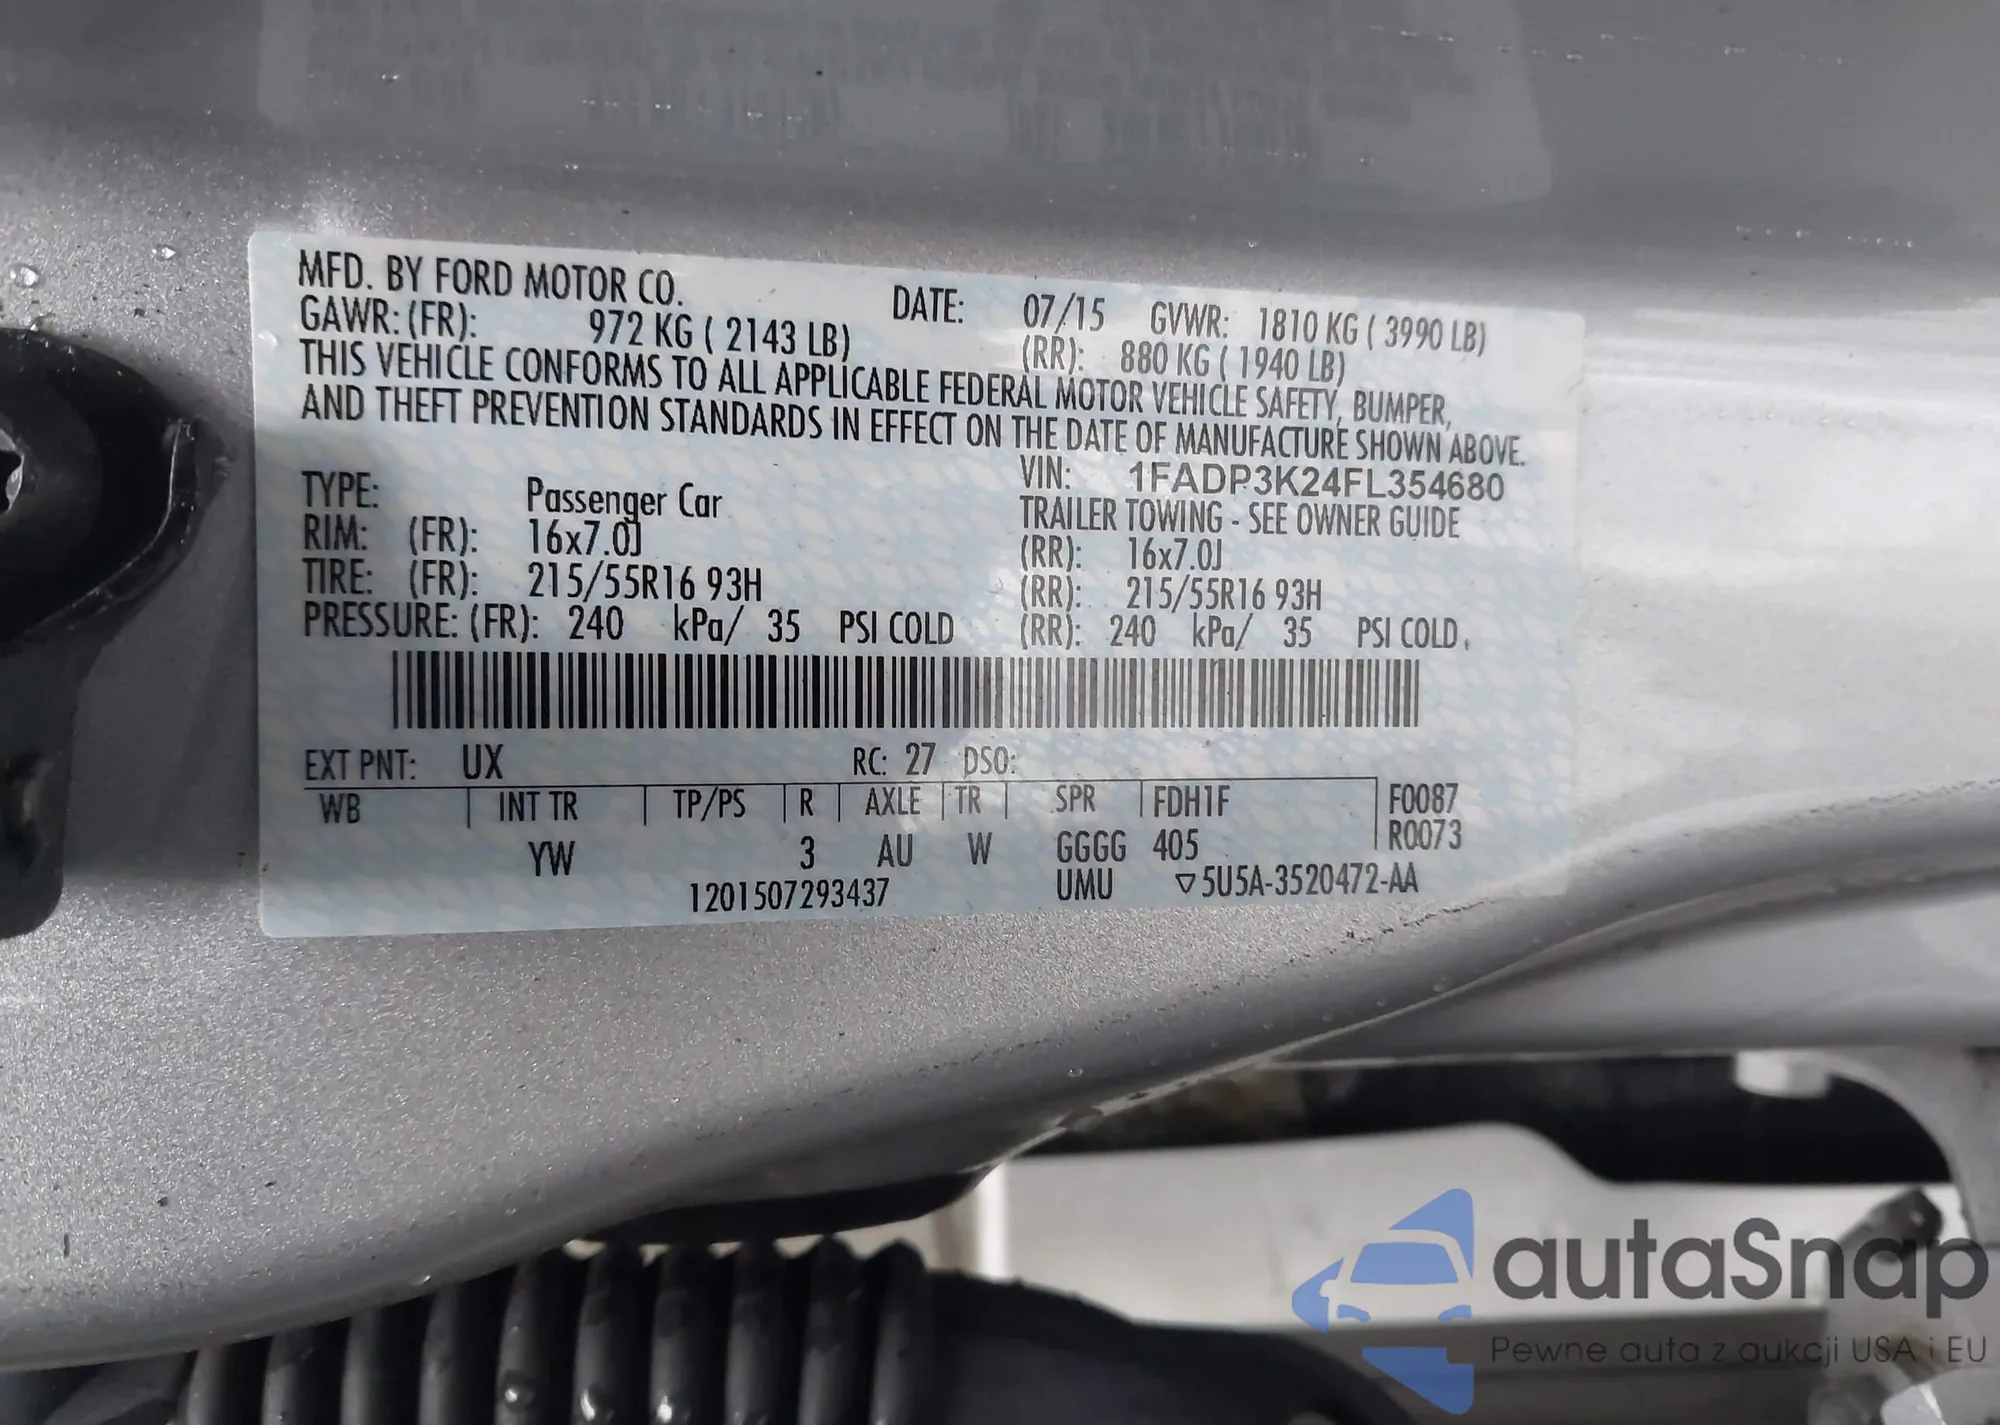 MFD. BY FORD MOTOR CO. DATE: 07/15 GVWR: 1810 KG ( 3990 LB)
GAWR: (FR): 972 KG ( 2143 LB) (RR): 880 KG ( 1940 LB)
THIS VEHICLE CONFORMS TO ALL APPLICABLE FEDERAL MOTOR VEHICLE SAFETY, BUMPER,
AND THEFT PREVENTION STANDARDS IN EFFECT ON THE DATE OF MANUFACTURE SHOWN ABOVE.
VIN: 1FADP3K24FL354680
TYPE: Passenger Car TRAILER TOWING - SEE OWNER GUIDE
RIM: (FR): 16x7.0J (RR): 16x7.0J
TIRE: (FR): 215/55R16 93H (RR): 215/55R16 93H
PRESSURE: (FR): 240 kPa/ 35 PSI COLD (RR): 240 kPa/ 35 PSI COLD,
EXT PNT: UX RC: 27 DSO:
WB | INT TR | TP/PS | R | AXLE | TR | SPR | FDH1F F0087
YW 3 AU W GGGG 405 R0073
1201507293437 UMU ▽5U5A-3520472-AA
autaSnap
Pewne auta z aukcji USA i EU